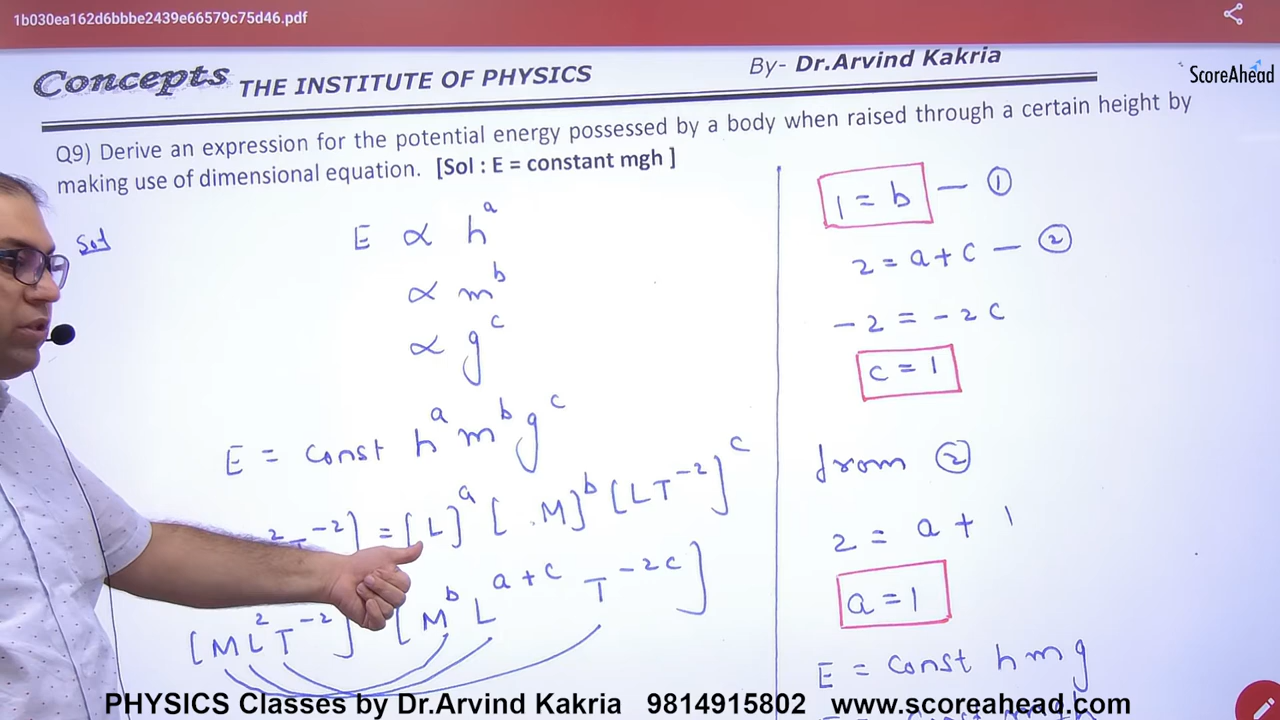 1b030ea162d6bbbe2439e66579c75d46.pdf
Concepts THE INSTITUTE OF PHYSICS By- Dr.Arvind Kakria
ScoreAhead
Q9) Derive an expression for the potential energy possessed by a body when raised through a certain height by
making use of dimensional equation. [Sol : E = constant mgh ]
Sol
E ∝ h^a
∝ m^b
∝ g^c
E = const h^a m^b g^c
^2 T^-2] = [L]^a [M]^b [LT^-2]^c
[M L^2 T^-2] [M^b L^a+c T^-2c]
1 = b — ①
2 = a + c — ②
-2 = -2c
c = 1
from ②
2 = a + 1
a = 1
E = const h m g
PHYSICS Classes by Dr.Arvind Kakria 9814915802 www.scoreahead.com